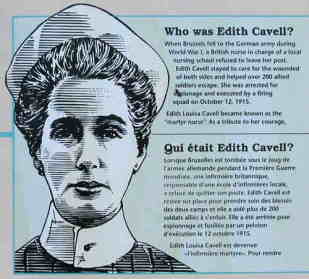 Who was Edith Cavell?
When Brussels fell to the German army during
World War I, a British nurse in charge of a local
nursing school refused to leave her post.
Edith Cavell stayed to care for the wounded
of both sides and helped over 200 allied
soldiers escape. She was arrested for
espionage and executed by a firing
squad on October 12, 1915.
Edith Louisa Cavell became known as the
"martyr nurse". As a tribute to her courage,
Qui était Edith Cavell?
Lorsque Bruxelles est tombée sous le joug de
l'armée allemande pendant la Première Guerre
mondiale, une infirmière britannique,
responsable d'une école d'infirmières locale,
a refusé de quitter son poste. Edith Cavell est
restée sur place pour prendre soin des blessés
des deux camps et elle a aidé plus de 200
soldats alliés à s'enfuir. Elle a été arrêtée pour
espionnage et fusillée par un peloton
d'exécution le 12 octobre 1915.
Edith Louisa Cavell est devenue
«l'infirmière martyre». Pour rendre